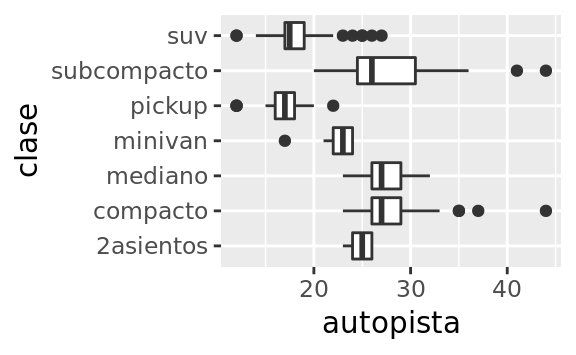 clase
suv
subcompacto
pickup
minivan
mediano
compacto
2asientos
20 30 40
autopista